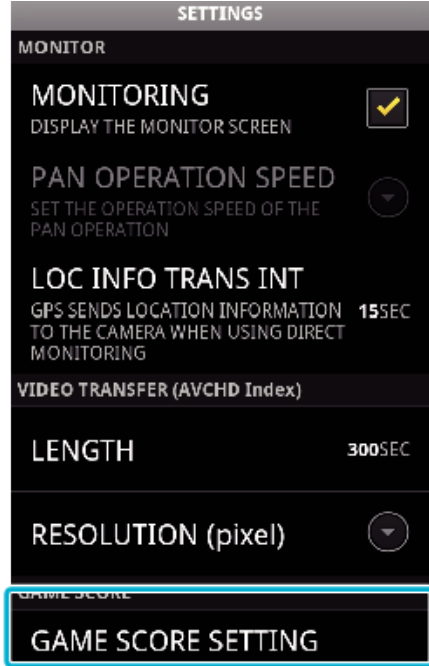 SETTINGS
MONITOR
MONITORING
DISPLAY THE MONITOR SCREEN
PAN OPERATION SPEED
SET THE OPERATION SPEED OF THE
PAN OPERATION
LOC INFO TRANS INT
GPS SENDS LOCATION INFORMATION
TO THE CAMERA WHEN USING DIRECT
MONITORING
15SEC
VIDEO TRANSFER (AVCHD Index)
LENGTH
300SEC
RESOLUTION (pixel)
GAME SCORE
GAME SCORE SETTING